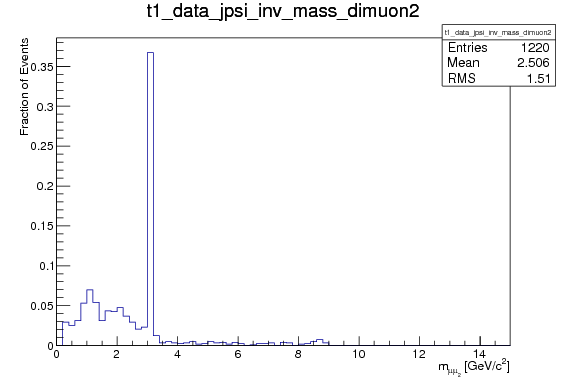 t1_data_jpsi_inv_mass_dimuon2
t1_data_jpsi_inv_mass_dimuon2
Entries 1220
Mean 2.506
RMS 1.51
Fraction of Events
0.35
0.3
0.25
0.2
0.15
0.1
0.05
0
0 2 4 6 8 10 12 14
mμμ2 [GeV/c²]